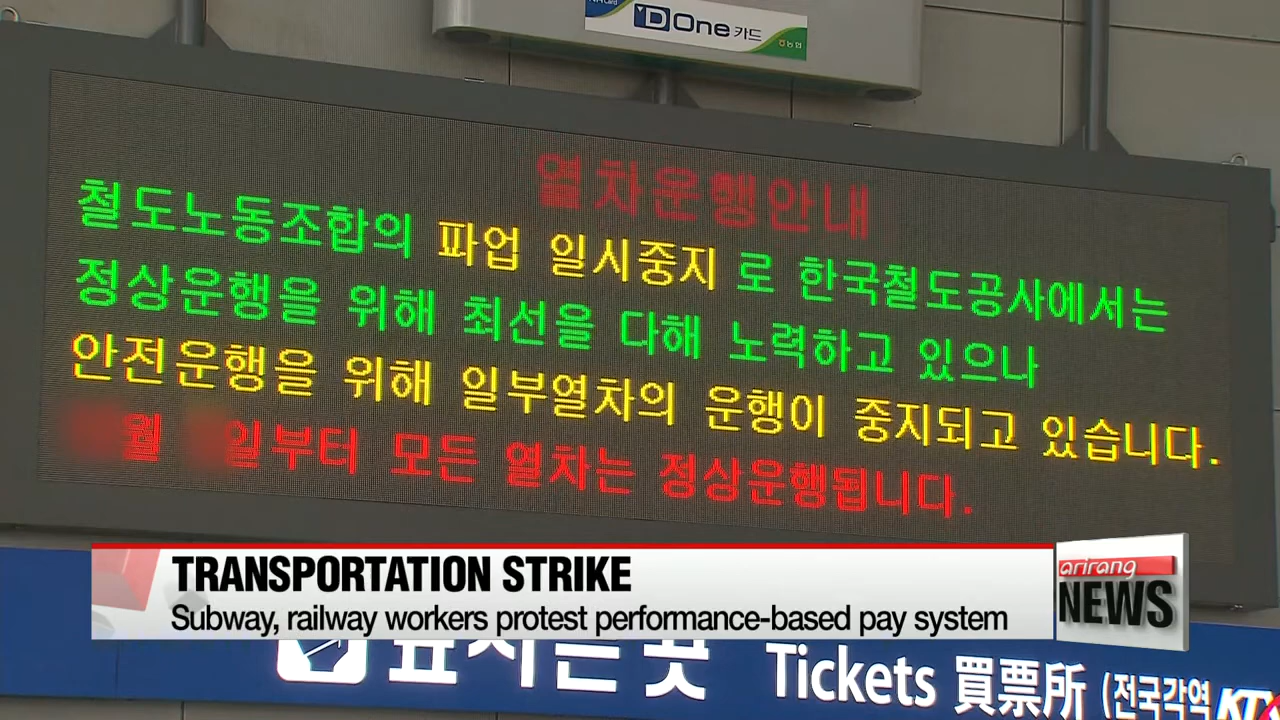 One카드
열차운행안내
철도노동조합의 파업 일시중지 로 한국철도공사에서는
정상운행을 위해 최선을 다해 노력하고 있으나
안전운행을 위해 일부열차의 운행이 중지되고 있습니다.
월 일부터 모든 열차는 정상운행됩니다.
TRANSPORTATION STRIKE
Subway, railway workers protest performance-based pay system
arirang
NEWS
표사는곳 Tickets 買票所 (전국각역 KTX